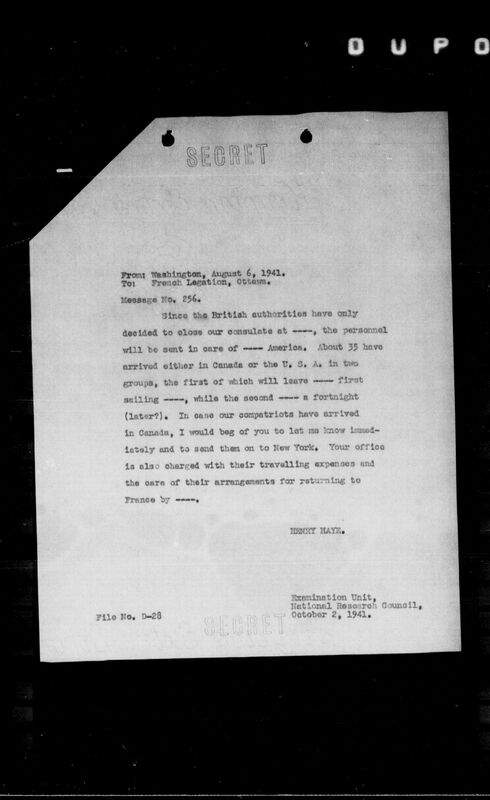 D U P O
SECRET
From: Washington, August 6, 1941.
To: French Legation, Ottawa.
Message No. 256.
Since the British authorities have only
decided to close our consulate at ----, the personnel
will be sent in care of ---- America. About 35 have
arrived either in Canada or the U. S. A. in two
groups, the first of which will leave ---- first
sailing ----, while the second ---- a fortnight
(later?). In case our compatriots have arrived
in Canada, I would beg of you to let me know immed-
iately and to send them on to New York. Your office
is also charged with their travelling expenses and
the care of their arrangements for returning to
France by ----.
HENRY HAYE.
Examination Unit,
National Research Council,
October 2, 1941.
File No. D-28
SECRET